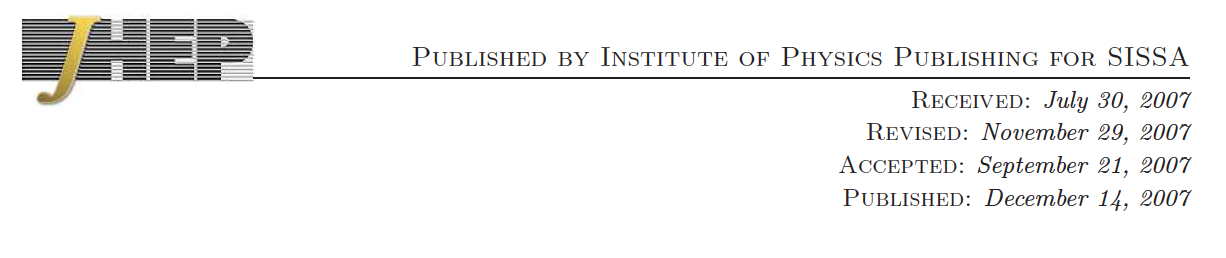 JHEP
Published by Institute of Physics Publishing for SISSA
Received: July 30, 2007
Revised: November 29, 2007
Accepted: September 21, 2007
Published: December 14, 2007